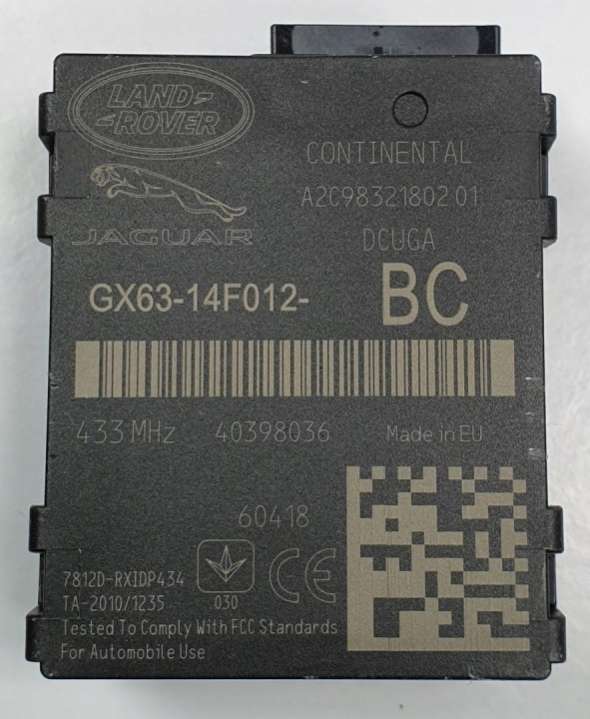 LAND-
ROVER
JAGUAR
CONTINENTAL
A2C98321802 01
DCUGA
GX63-14F012-
BC
433 MHz 40398036 Made in EU
60418
7812D-RXIDP434
TA-2010/1235
030
CE
Tested To Comply With FCC Standards
For Automobile Use